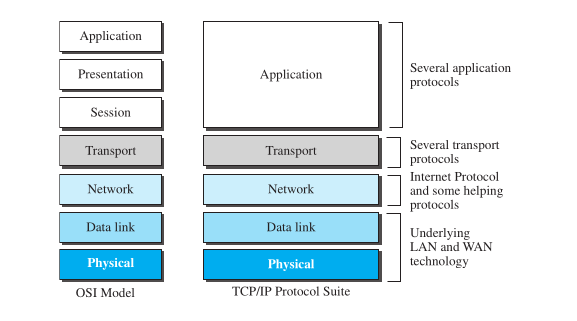 Application
Presentation
Session
Transport
Network
Data link
Physical
OSI Model
Application
Transport
Network
Data link
Physical
TCP/IP Protocol Suite
Several application
protocols
Several transport
protocols
Internet Protocol
and some helping
protocols
Underlying
LAN and WAN
technology